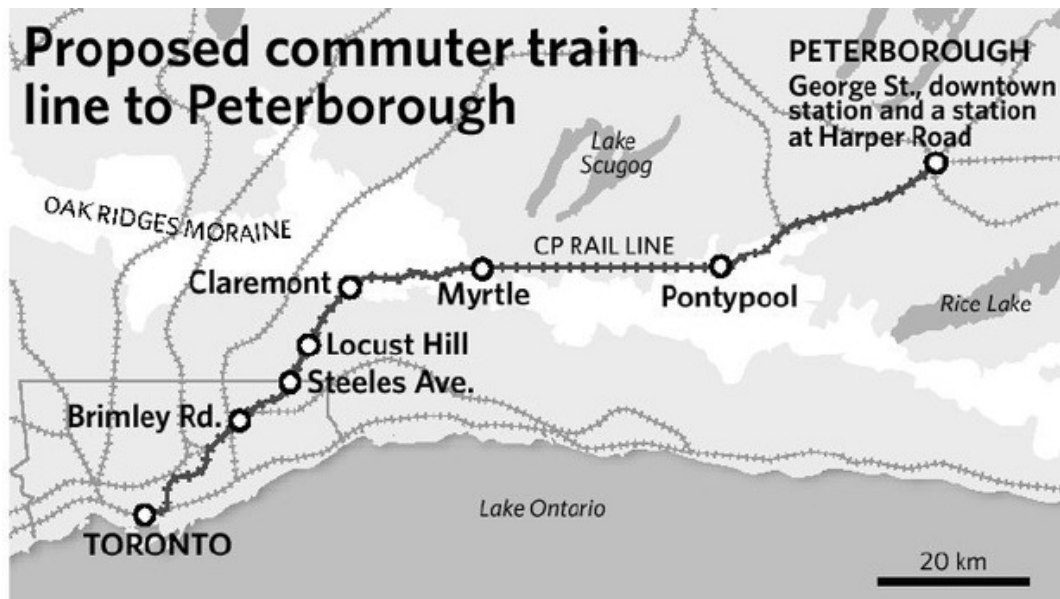 Proposed commuter train
line to Peterborough
PETERBOROUGH
George St., downtown
station and a station
at Harper Road
Lake
Scugog
OAK RIDGES MORAINE
CP RAIL LINE
Claremont
Myrtle
Pontypool
Rice Lake
Locust Hill
Steeles Ave.
Brimley Rd.
Lake Ontario
TORONTO
20 km